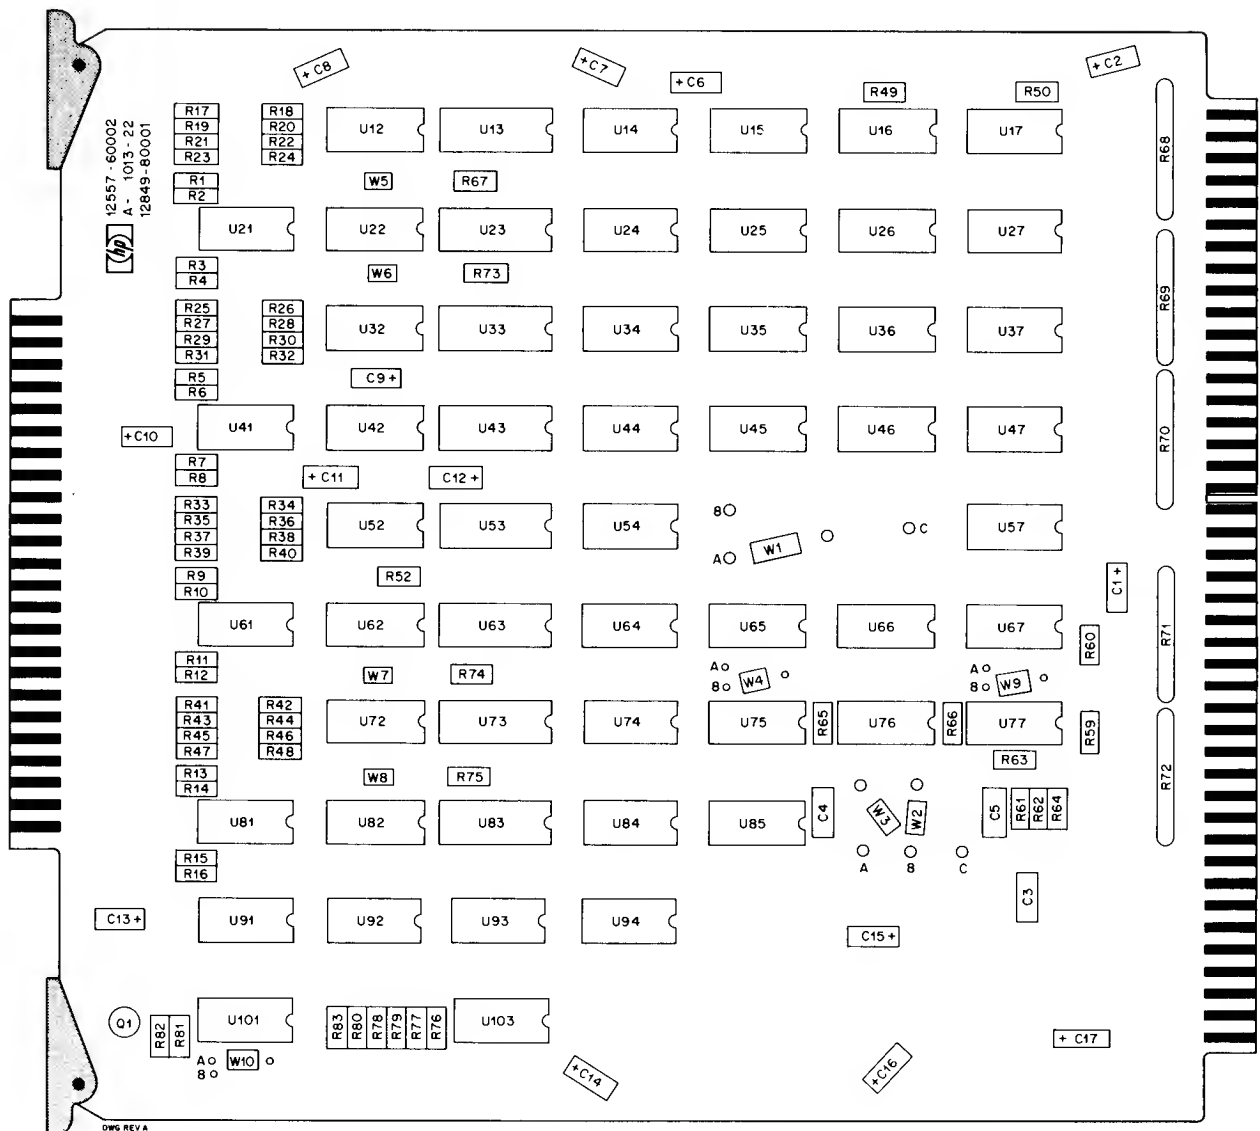 + C8
+C7
+C6
+C2
R49
R50
R17 R18
R19 R20
R21 R22
R23 R24
U12 U13 U14 U15 U16 U17
R68
12557-60002
A- 1013-22
12849-80001
hp
R1
R2
W5 R67
U21 U22 U23 U24 U25 U26 U27
R3
R4
W6 R73
R69
R25 R26
R27 R28
R29 R30
R31 R32
U32 U33 U34 U35 U36 U37
R5
R6
C9+
+C10
U41 U42 U43 U44 U45 U46 U47
R70
R7
R8
+ C11 C12+
R33 R34
R35 R36
R37 R38
R39 R40
U52 U53 U54
B
A
W1
C
U57
R9
R10
R52
C1+
U61 U62 U63 U64 U65 U66 U67
R60
R71
R11
R12
W7 R74
A
B
W4
A
B
W9
R41 R42
R43 R44
R45 R46
R47 R48
U72 U73 U74 U75 R65 U76 R66 U77
R59
R63
R72
R13
R14
W8 R75
U81 U82 U83 U84 U85 C4 W3 W2 C5 R61 R62 R64
A B C
R15
R16
C3
C13+
U91 U92 U93 U94
C15+
Q1 R82 R81 U101 R83 R80 R78 R79 R77 R76 U103
+ C17
A
B
W10
+C14
+C16
DWG REV A